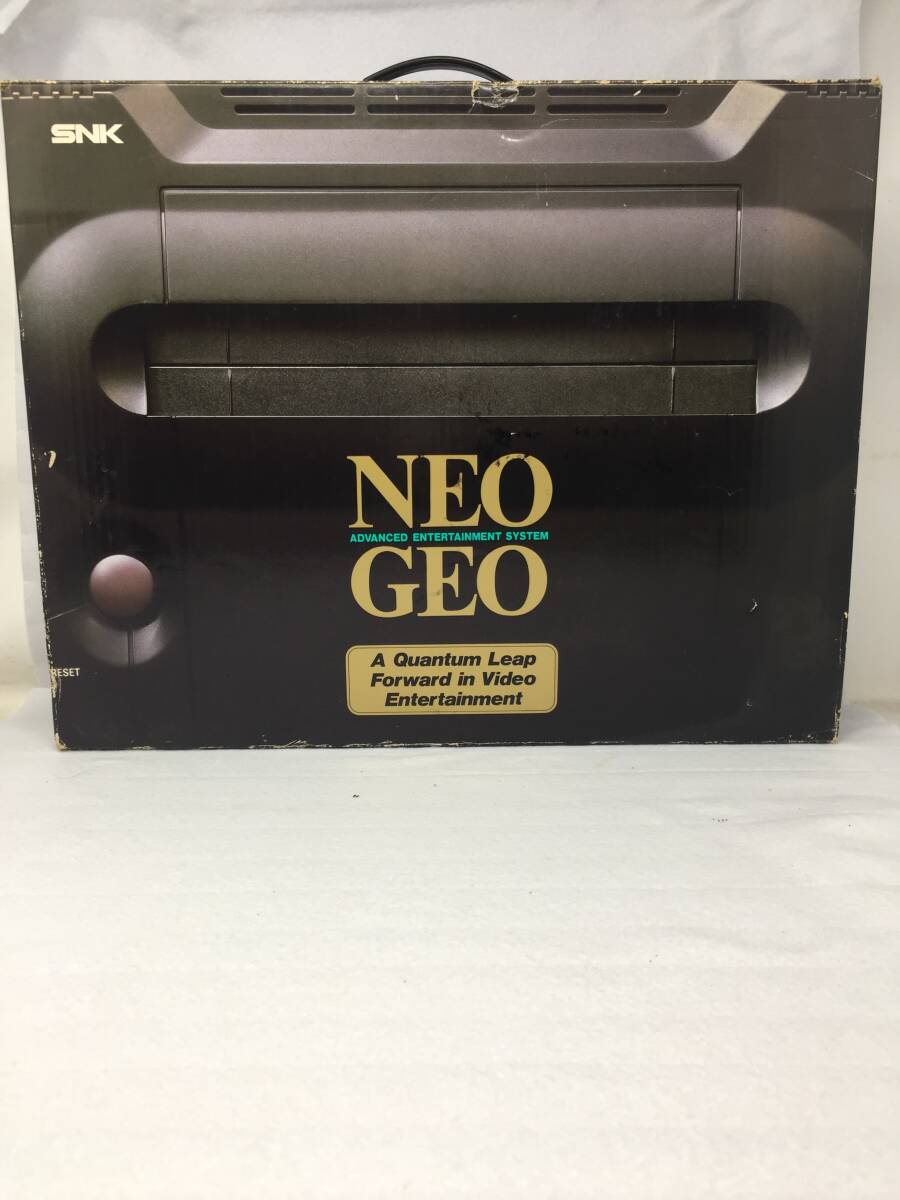 SNK
NEO
ADVANCED ENTERTAINMENT SYSTEM
GEO
A Quantum Leap
Forward in Video
Entertainment
RESET